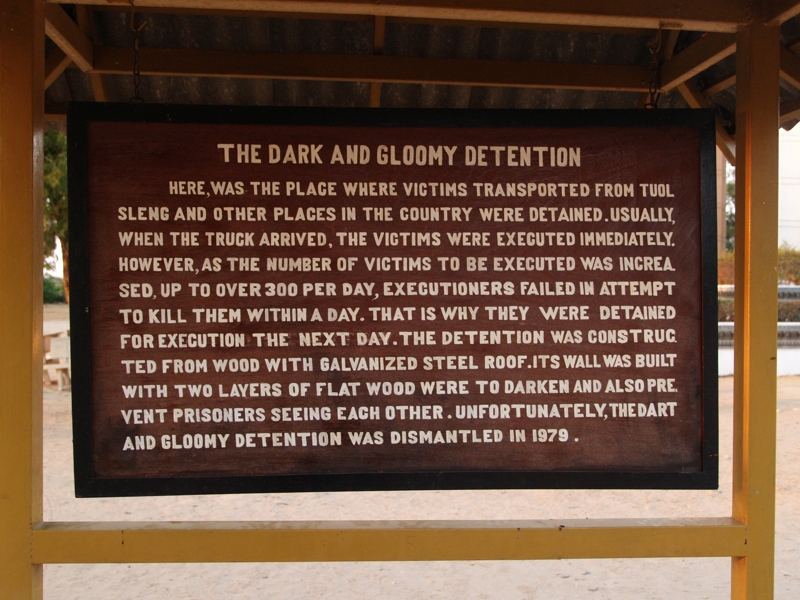 THE DARK AND GLOOMY DETENTION
HERE, WAS THE PLACE WHERE VICTIMS TRANSPORTED FROM TUOL
SLENG AND OTHER PLACES IN THE COUNTRY WERE DETAINED. USUALLY,
WHEN THE TRUCK ARRIVED, THE VICTIMS WERE EXECUTED IMMEDIATELY.
HOWEVER, AS THE NUMBER OF VICTIMS TO BE EXECUTED WAS INCREA
SED, UP TO OVER 300 PER DAY, EXECUTIONERS FAILED IN ATTEMPT
TO KILL THEM WITHIN A DAY. THAT IS WHY THEY WERE DETAINED
FOR EXECUTION THE NEXT DAY. THE DETENTION WAS CONSTRUC
TED FROM WOOD WITH GALVANIZED STEEL ROOF. ITS WALL WAS BUILT
WITH TWO LAYERS OF FLAT WOOD WERE TO DARKEN AND ALSO PRE
VENT PRISONERS SEEING EACH OTHER. UNFORTUNATELY, THE DART
AND GLOOMY DETENTION WAS DISMANTLED IN 1979.